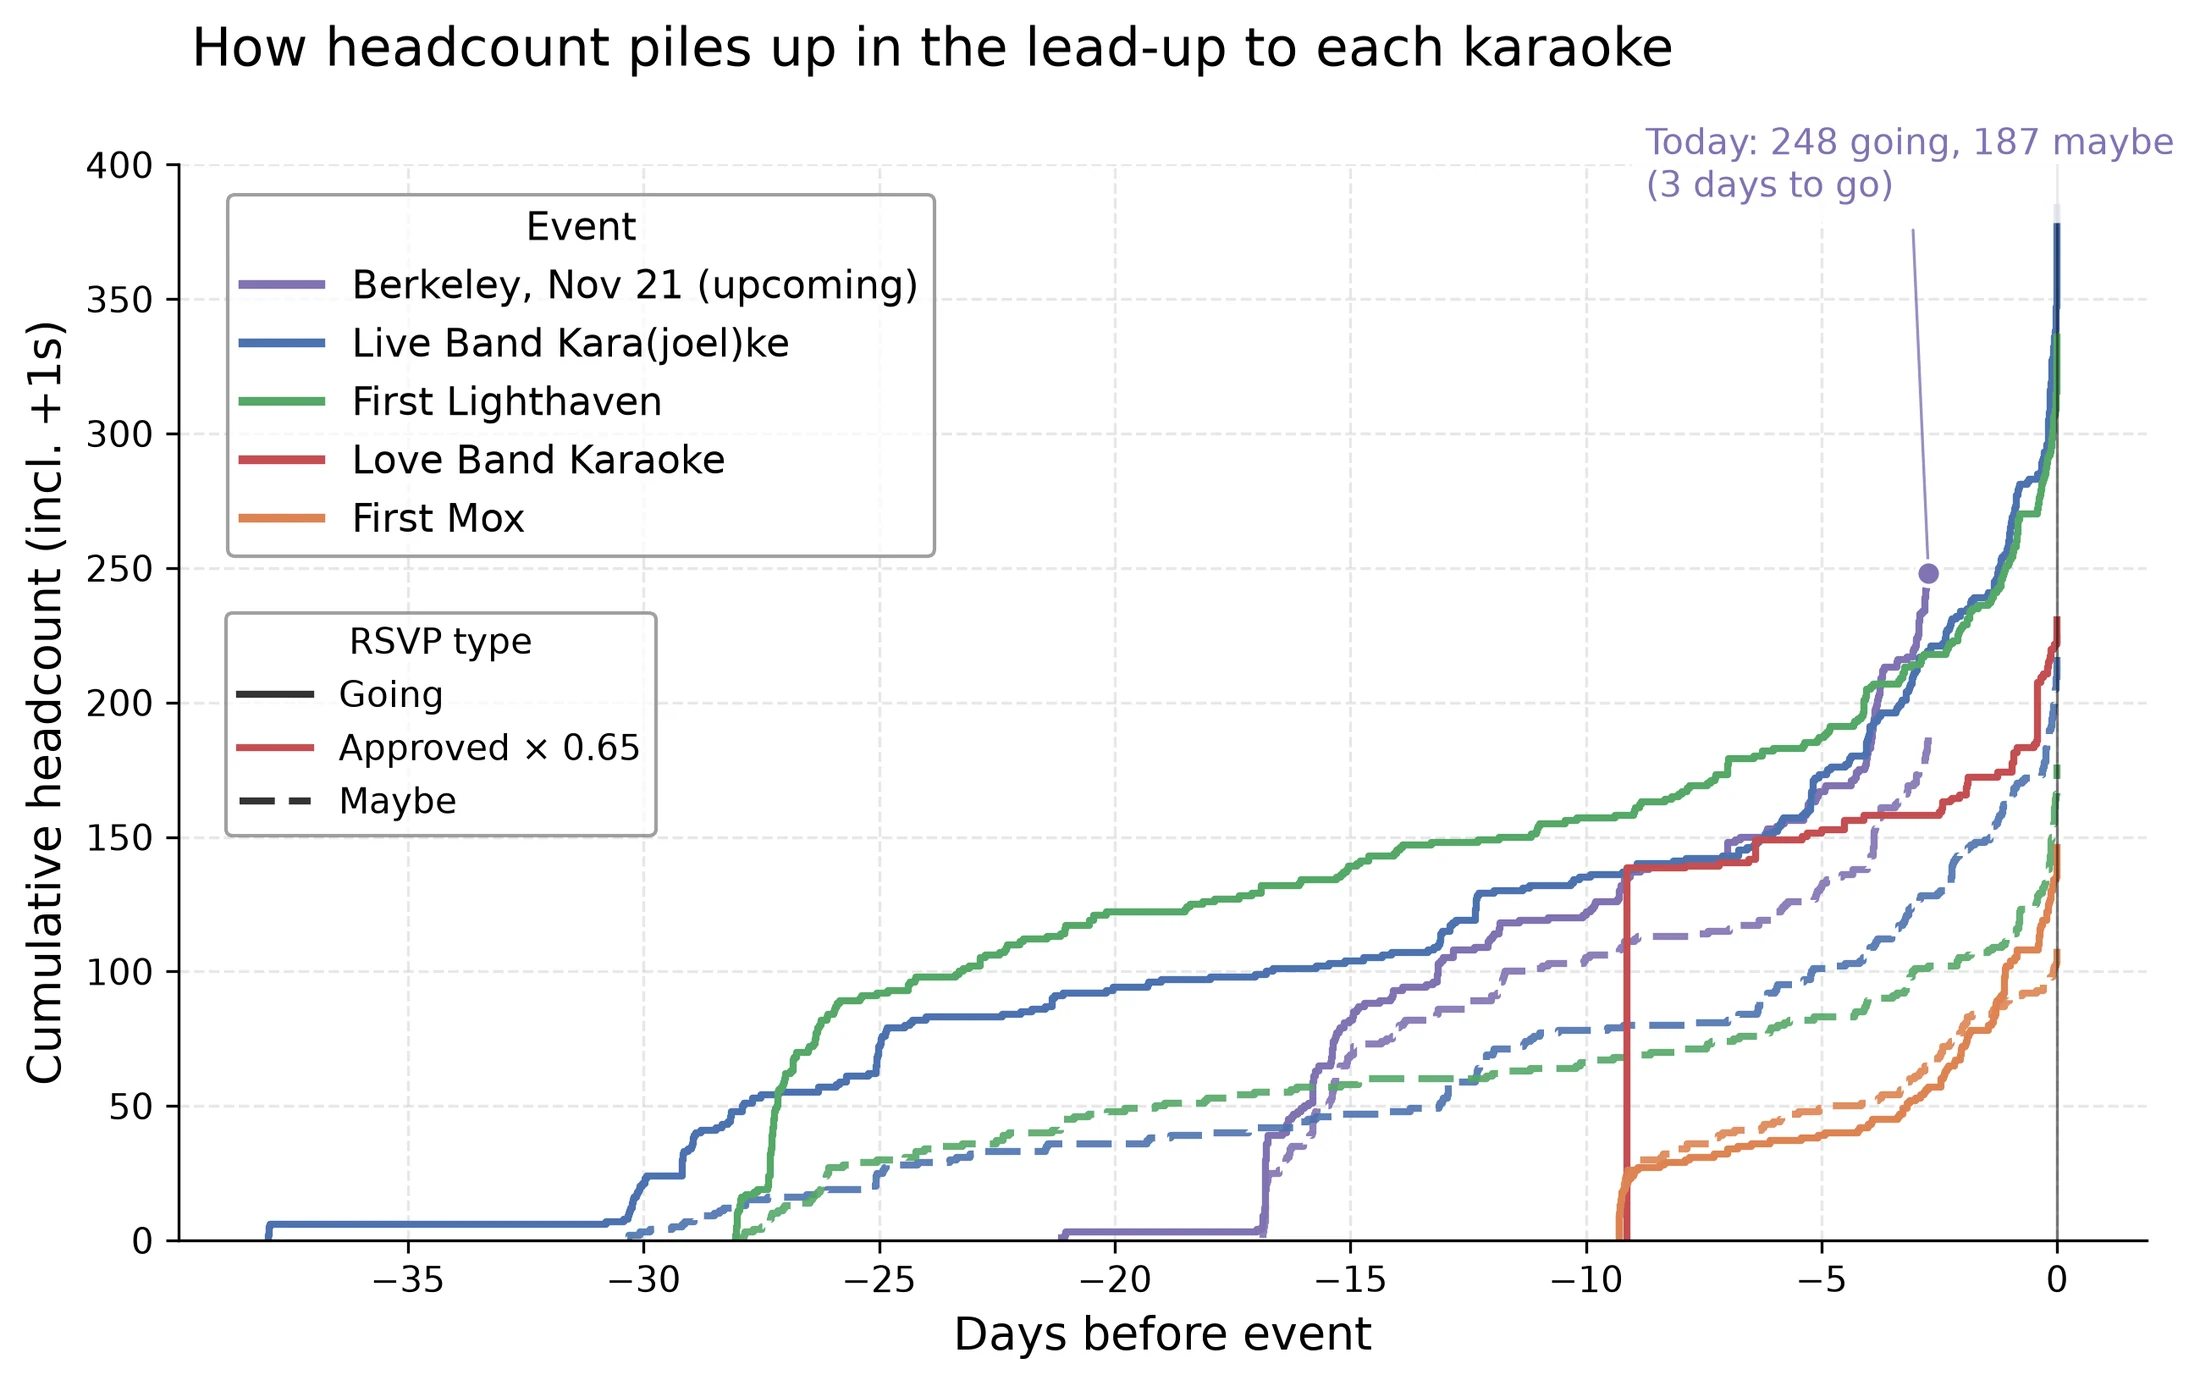 How headcount piles up in the lead-up to each karaoke
Today: 248 going, 187 maybe
(3 days to go)
Cumulative headcount (incl. +1s)
400
350
300
250
200
150
100
50
0
Event
Berkeley, Nov 21 (upcoming)
Live Band Kara(joel)ke
First Lighthaven
Love Band Karaoke
First Mox
RSVP type
Going
Approved × 0.65
Maybe
−35
−30
−25
−20
−15
−10
−5
0
Days before event